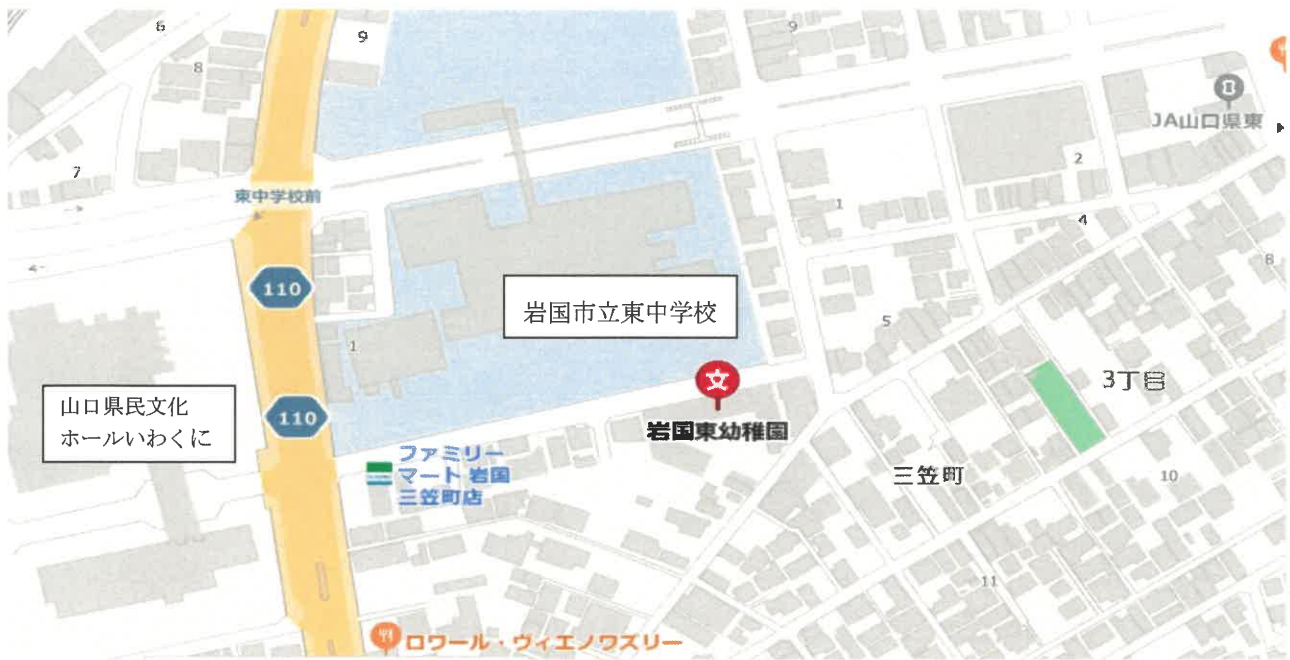 6
9
9
8
JA山口県東
7
2
東中学校前
1
4
8
110
岩国市立東中学校
5
1
3丁目
山口県民文化
ホールいわくに
110
文
岩国東幼稚園
ファミリー
マート 岩国
三笠町店
三笠町
10
11
ロワール・ヴィエノワズリー